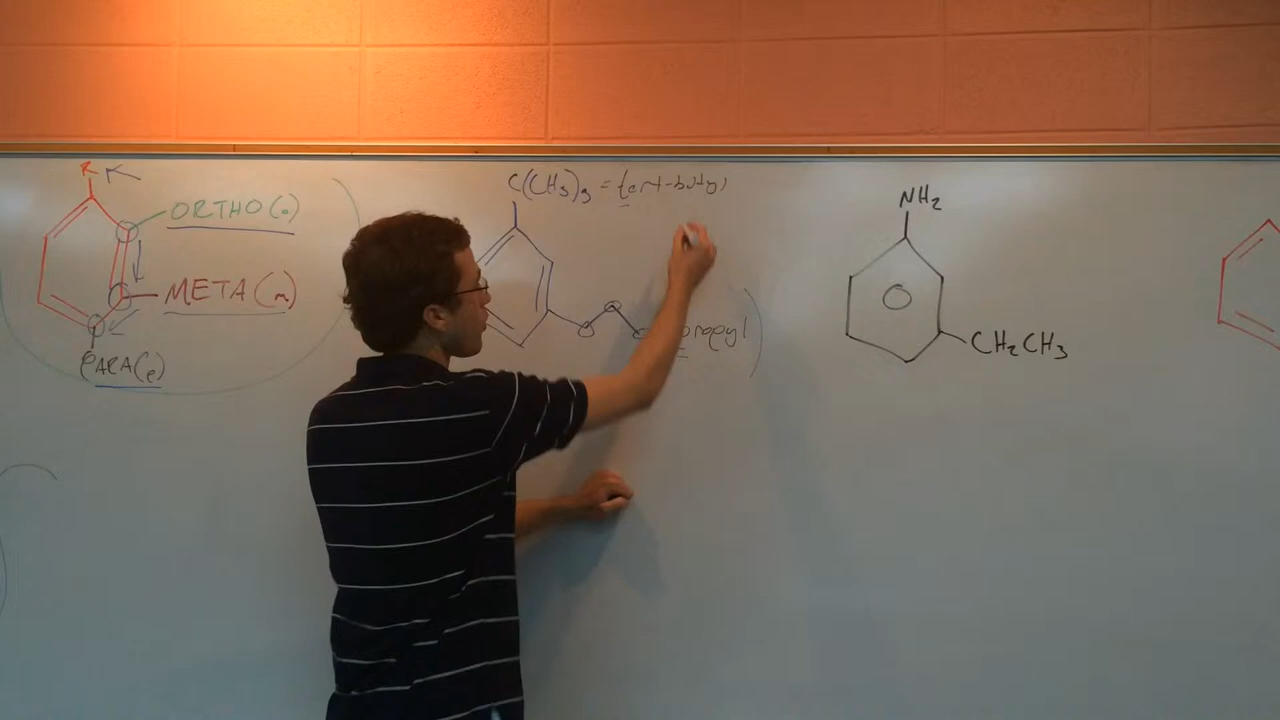 R
ORTHO(o)
META(m)
PARA(p)
C(CH3)3 = tert-butyl
propyl
NH2
CH2CH3